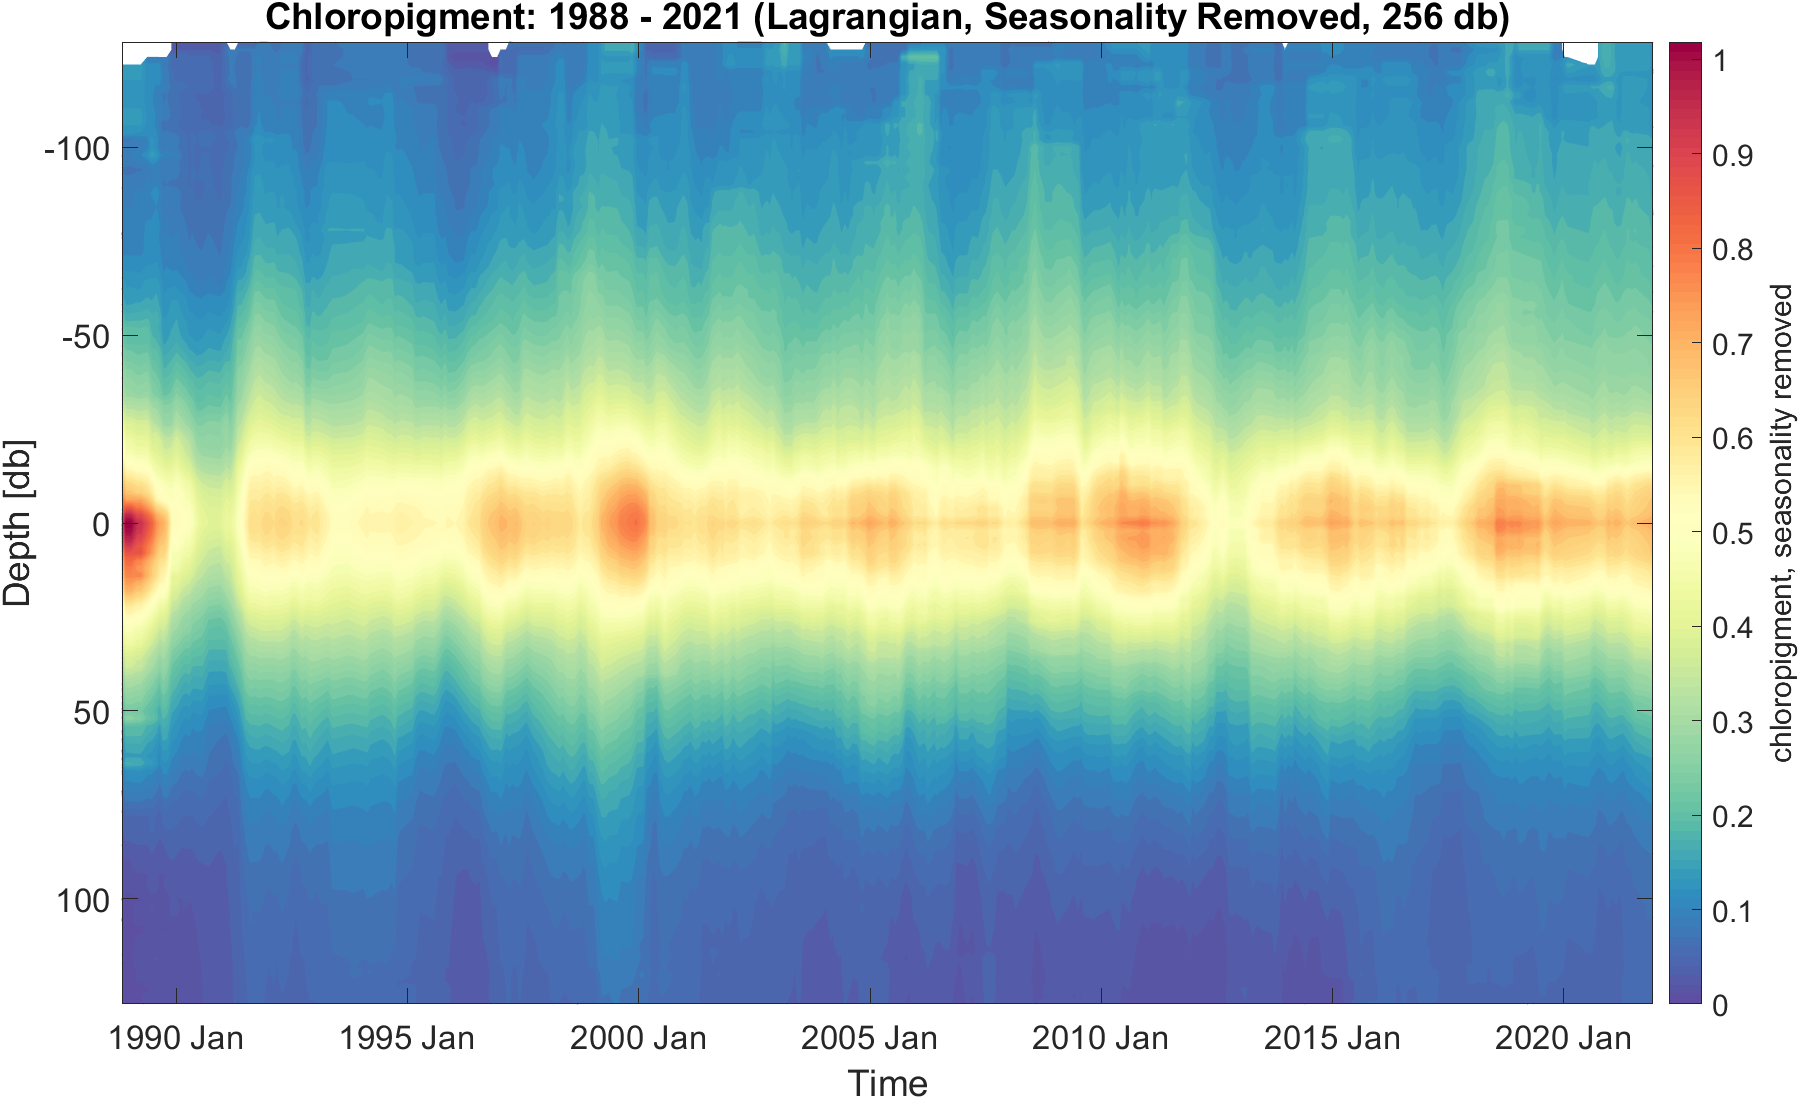 Chloropigment: 1988 - 2021 (Lagrangian, Seasonality Removed, 256 db)
-100
-50
0
50
100
Depth [db]
1990 Jan
1995 Jan
2000 Jan
2005 Jan
2010 Jan
2015 Jan
2020 Jan
Time
1
0.9
0.8
0.7
0.6
0.5
0.4
0.3
0.2
0.1
0
chloropigment, seasonality removed